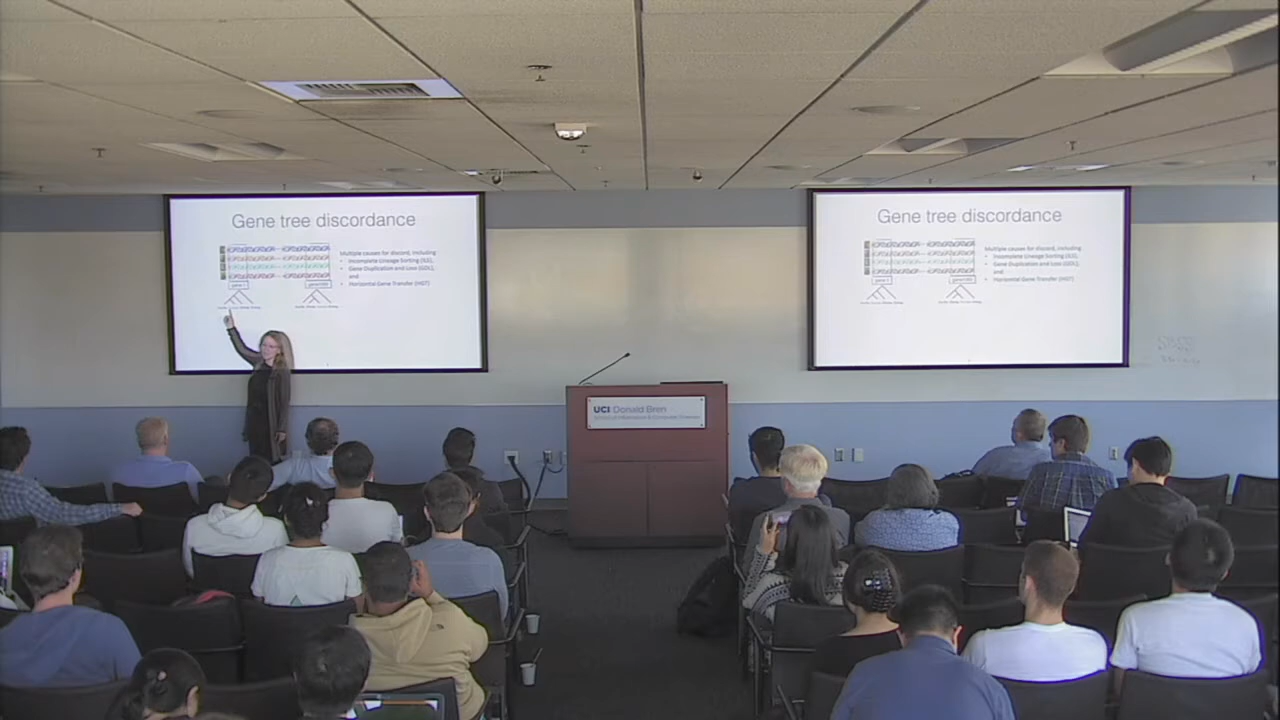 Gene tree discordance
Multiple causes for discord, including
• Incomplete Lineage Sorting (ILS),
• Gene Duplication and Loss (GDL),
and
• Horizontal Gene Transfer (HGT)
Gene tree discordance
Multiple causes for discord, including
• Incomplete Lineage Sorting (ILS),
• Gene Duplication and Loss (GDL),
and
• Horizontal Gene Transfer (HGT)
UCI Donald Bren